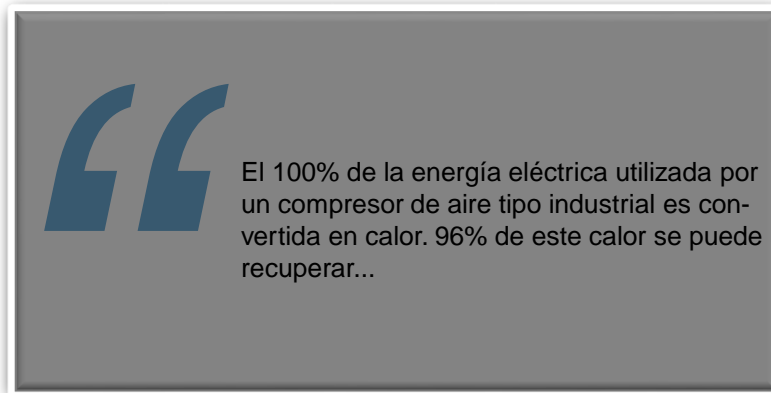 “
El 100% de la energía eléctrica utilizada por
un compresor de aire tipo industrial es con-
vertida en calor. 96% de este calor se puede
recuperar...